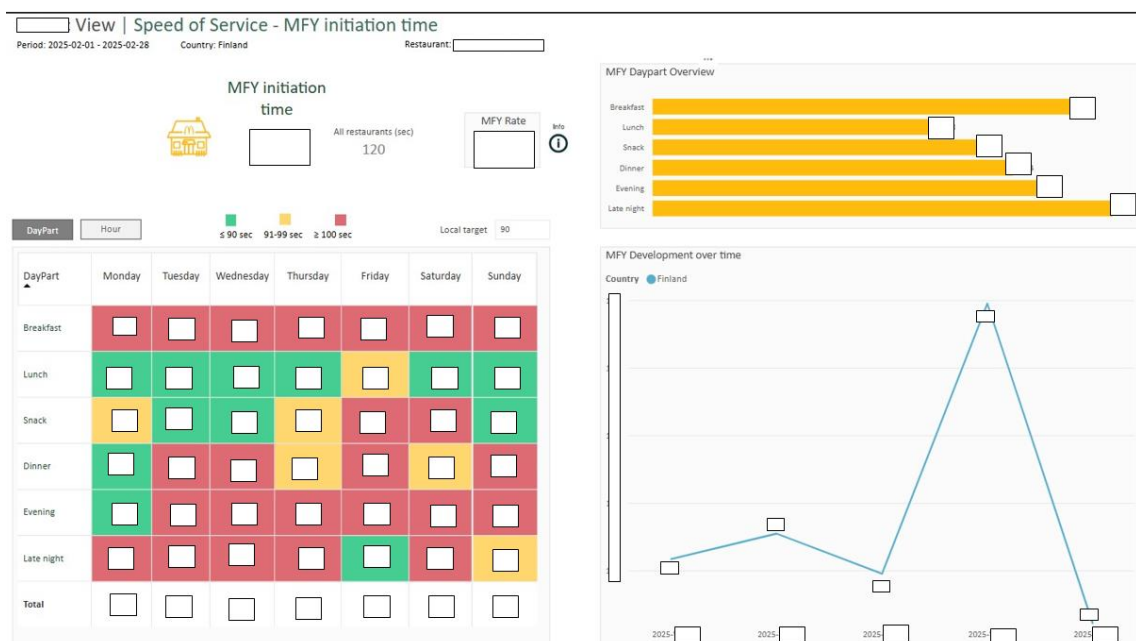 View | Speed of Service - MFY initiation time
Period: 2025-02-01 - 2025-02-28 Country: Finland Restaurant:
MFY initiation
time
All restaurants (sec)
120
MFY Rate
Info
DayPart Hour
≤ 90 sec 91-99 sec ≥ 100 sec
Local target 90
DayPart Monday Tuesday Wednesday Thursday Friday Saturday Sunday
Breakfast
Lunch
Snack
Dinner
Evening
Late night
Total
MFY Daypart Overview
Breakfast
Lunch
Snack
Dinner
Evening
Late night
MFY Development over time
Country Finland
2025- 2025- 2025- 2025- 2025